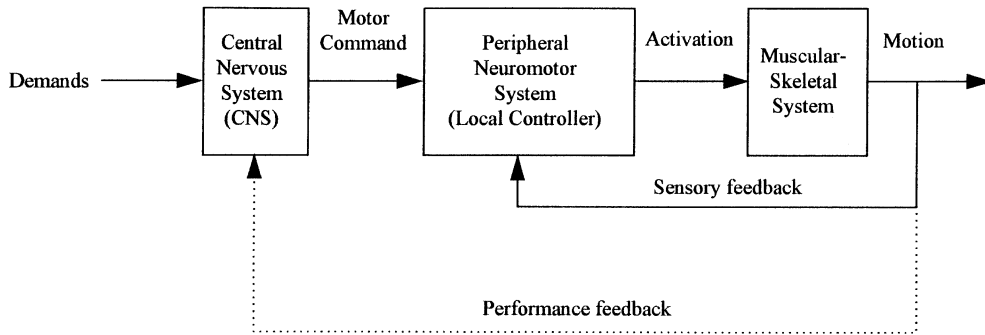 Demands
Central
Nervous
System
(CNS)
Motor
Command
Peripheral
Neuromotor
System
(Local Controller)
Activation
Muscular-
Skeletal
System
Motion
Sensory feedback
Performance feedback